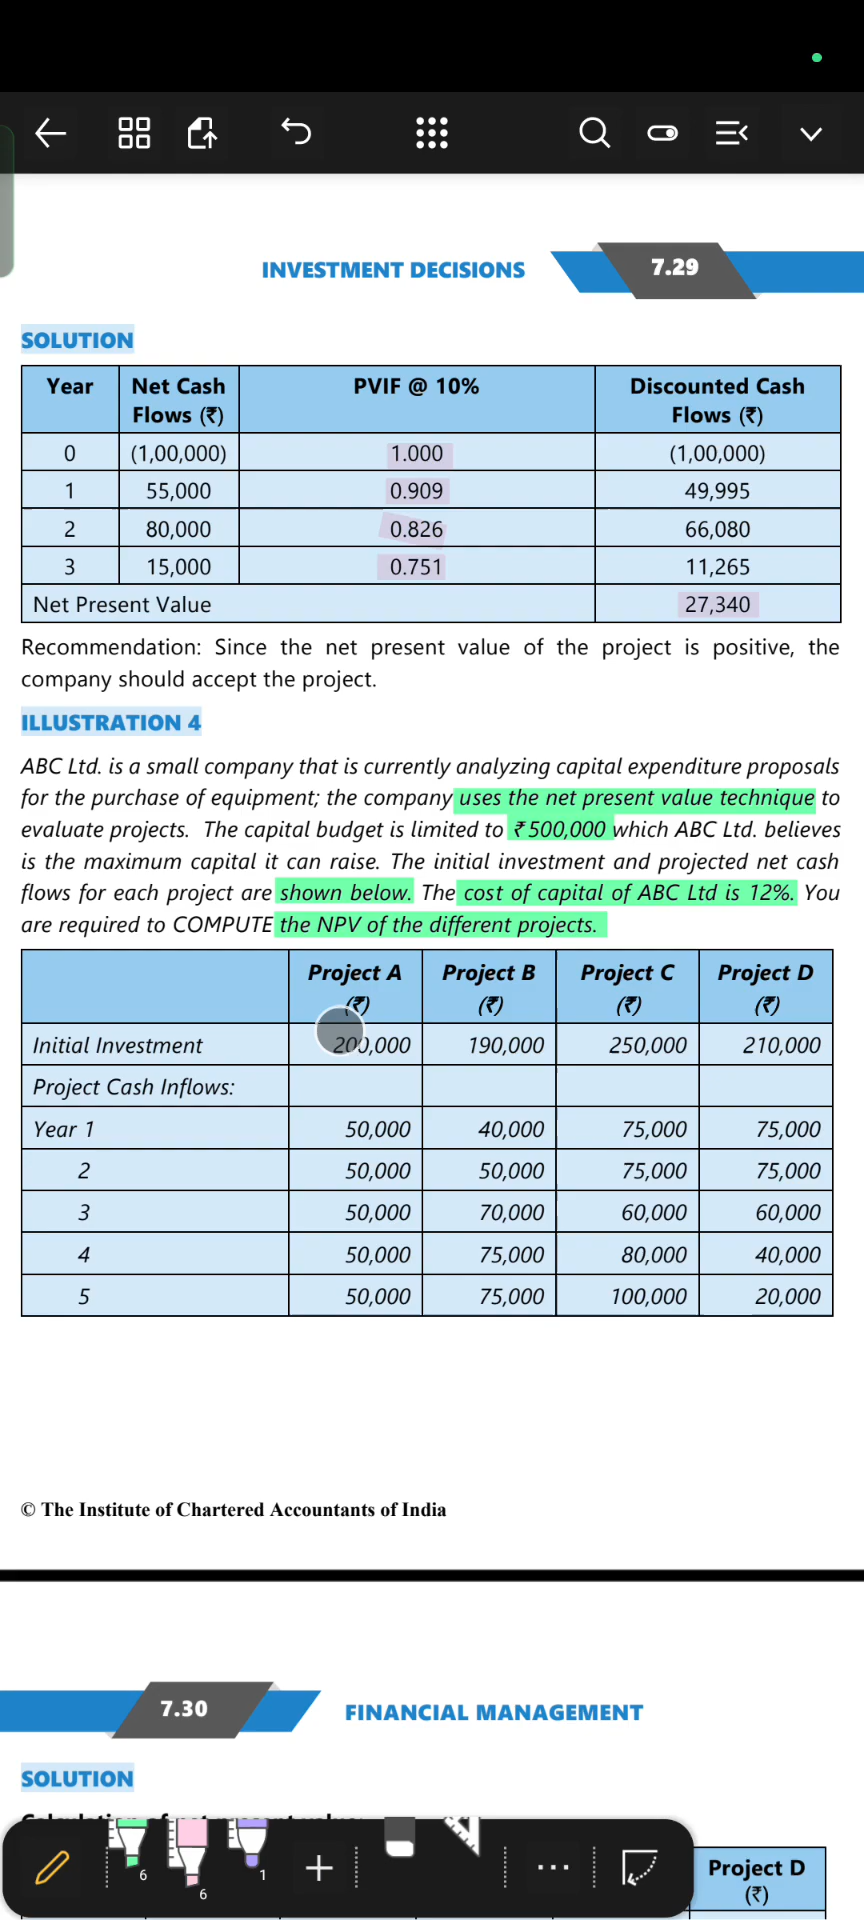 INVESTMENT DECISIONS 7.29
SOLUTION
Year Net Cash Flows (₹) PVIF @ 10% Discounted Cash Flows (₹)
0 (1,00,000) 1.000 (1,00,000)
1 55,000 0.909 49,995
2 80,000 0.826 66,080
3 15,000 0.751 11,265
Net Present Value 27,340
Recommendation: Since the net present value of the project is positive, the
company should accept the project.
ILLUSTRATION 4
ABC Ltd. is a small company that is currently analyzing capital expenditure proposals
for the purchase of equipment; the company uses the net present value technique to
evaluate projects. The capital budget is limited to ₹500,000 which ABC Ltd. believes
is the maximum capital it can raise. The initial investment and projected net cash
flows for each project are shown below. The cost of capital of ABC Ltd is 12%. You
are required to COMPUTE the NPV of the different projects.
Project A (₹) Project B (₹) Project C (₹) Project D (₹)
Initial Investment 200,000 190,000 250,000 210,000
Project Cash Inflows:
Year 1 50,000 40,000 75,000 75,000
2 50,000 50,000 75,000 75,000
3 50,000 70,000 60,000 60,000
4 50,000 75,000 80,000 40,000
5 50,000 75,000 100,000 20,000
© The Institute of Chartered Accountants of India
7.30 FINANCIAL MANAGEMENT
SOLUTION
Project D
(₹)
6 6 1